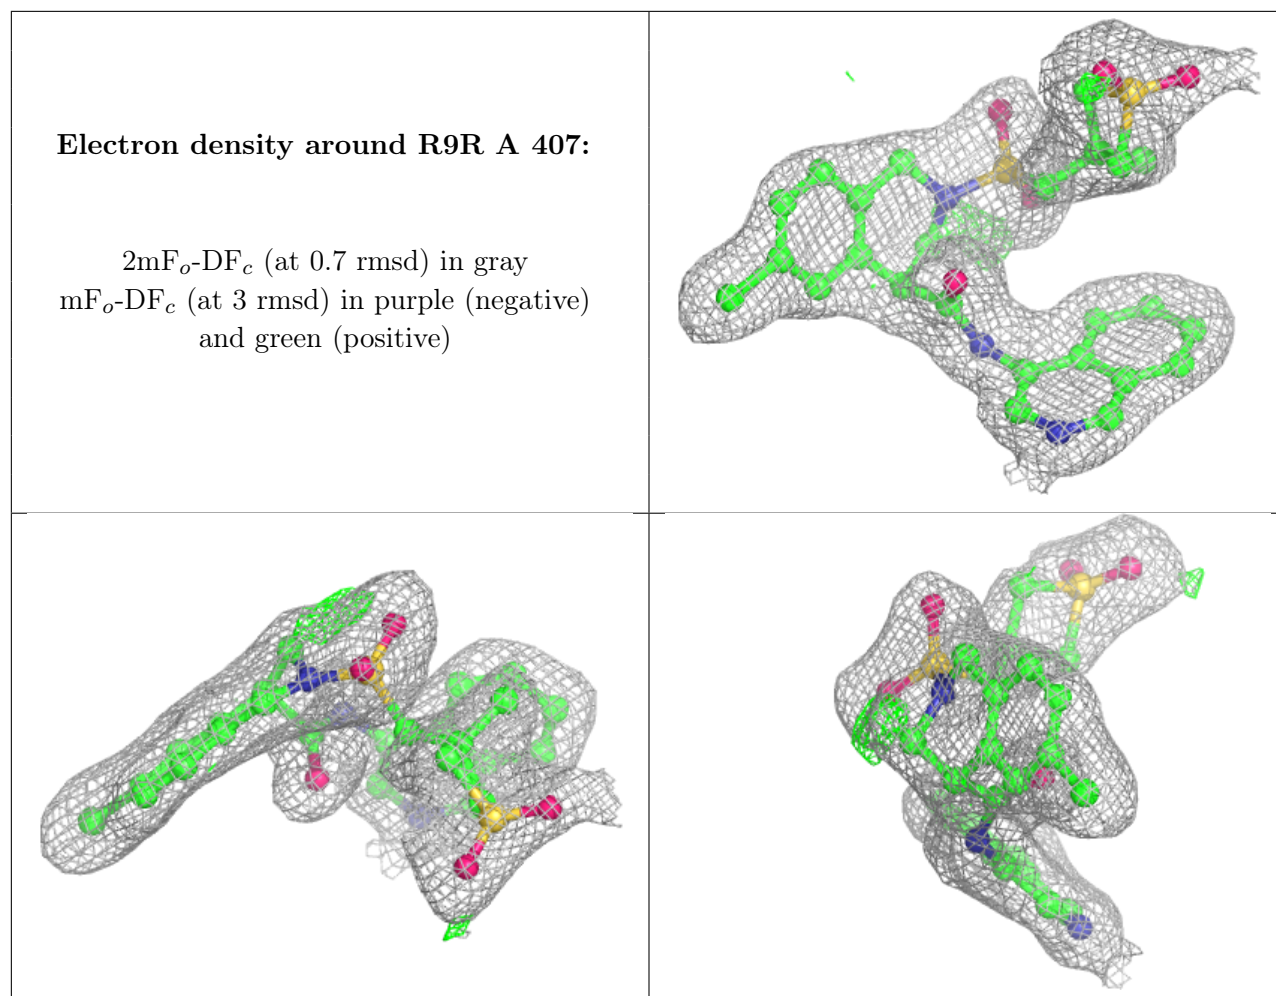 Electron density around R9R A 407:
2mFₒ-DF𝒸 (at 0.7 rmsd) in gray
mFₒ-DF𝒸 (at 3 rmsd) in purple (negative)
and green (positive)